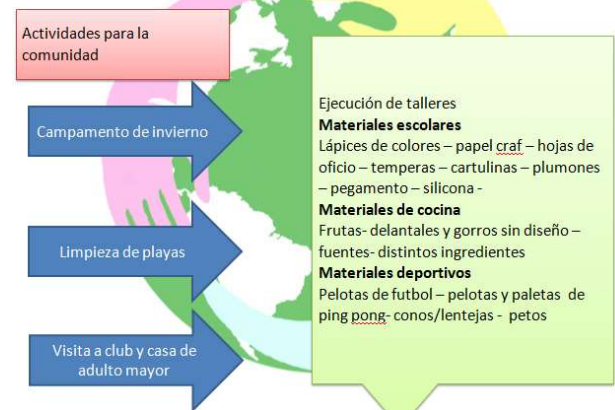 Actividades para la
comunidad
Campamento de invierno
Limpieza de playas
Visita a club y casa de
adulto mayor
Ejecución de talleres
Materiales escolares
Lápices de colores – papel craf – hojas de
oficio – temperas – cartulinas – plumones
– pegamento – silicona -
Materiales de cocina
Frutas- delantales y gorros sin diseño –
fuentes- distintos ingredientes
Materiales deportivos
Pelotas de futbol – pelotas y paletas de
ping pong- conos/lentejas - petos